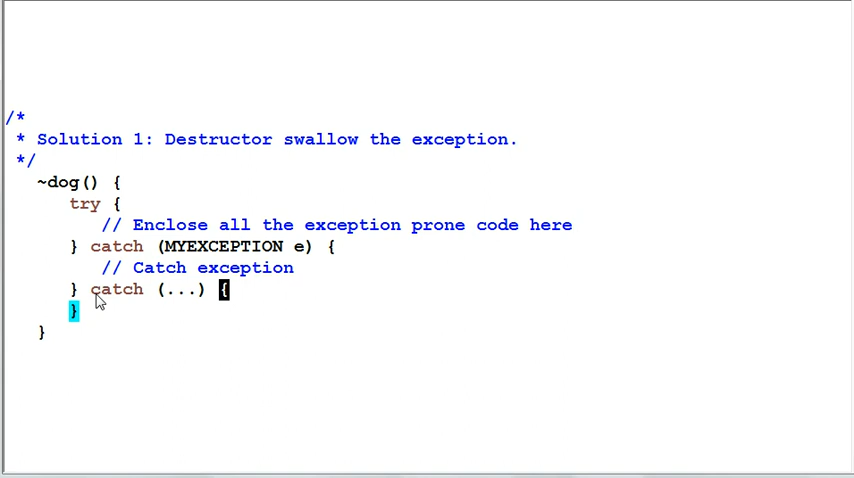 /*
* Solution 1: Destructor swallow the exception.
*/
~dog() {
try {
// Enclose all the exception prone code here
} catch (MYEXCEPTION e) {
// Catch exception
} catch (...) {
}
}